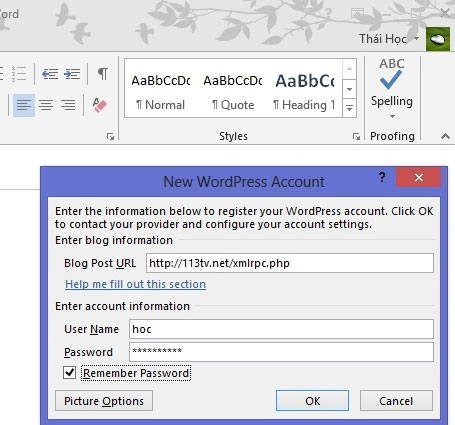 ord
Thái Học
AaBbCcDc AaBbCcDc AaBbCc
¶ Normal ¶ Quote ¶ Heading 1
Styles
ABC
Spelling
Proofing
New WordPress Account
Enter the information below to register your WordPress account. Click OK
to contact your provider and configure your account settings.
Enter blog information
Blog Post URL http://113tv.net/xmlrpc.php
Help me fill out this section
Enter account information
User Name hoc
Password **********
Remember Password
Picture Options OK Cancel